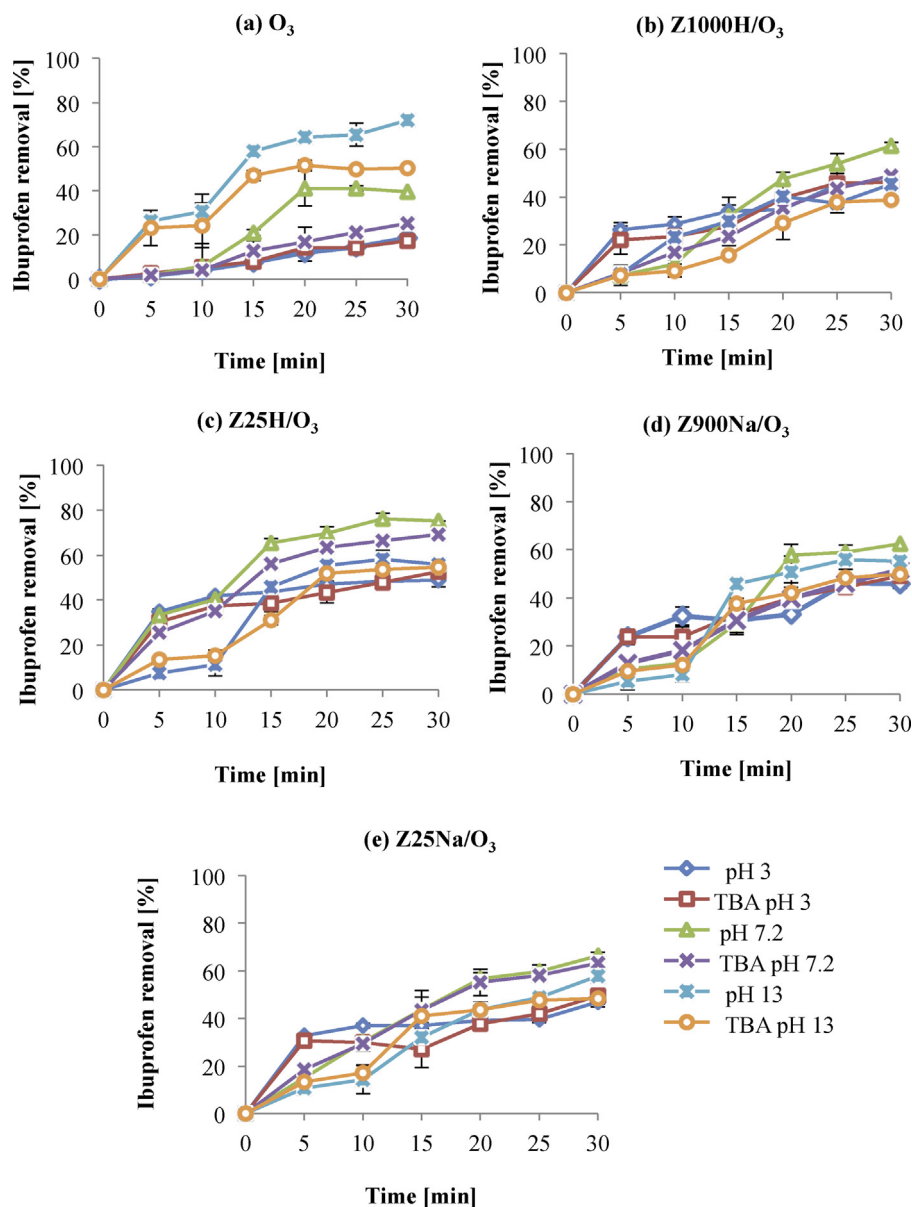 (a) O3
Ibuprofen removal [%]
100
80
60
40
20
0
0 5 10 15 20 25 30
Time [min]
(b) Z1000H/O3
Ibuprofen removal [%]
100
80
60
40
20
0
0 5 10 15 20 25 30
Time [min]
(c) Z25H/O3
Ibuprofen removal [%]
100
80
60
40
20
0
0 5 10 15 20 25 30
Time [min]
(d) Z900Na/O3
Ibuprofen removal [%]
100
80
60
40
20
0
0 5 10 15 20 25 30
Time [min]
(e) Z25Na/O3
Ibuprofen removal [%]
100
80
60
40
20
0
0 5 10 15 20 25 30
Time [min]
pH 3
TBA pH 3
pH 7.2
TBA pH 7.2
pH 13
TBA pH 13